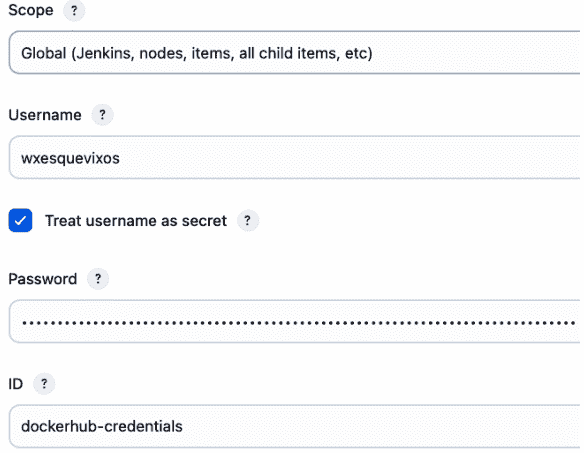 Scope ?
Global (Jenkins, nodes, items, all child items, etc)
Username ?
wxesquevixos
Treat username as secret ?
Password ?
ID ?
dockerhub-credentials